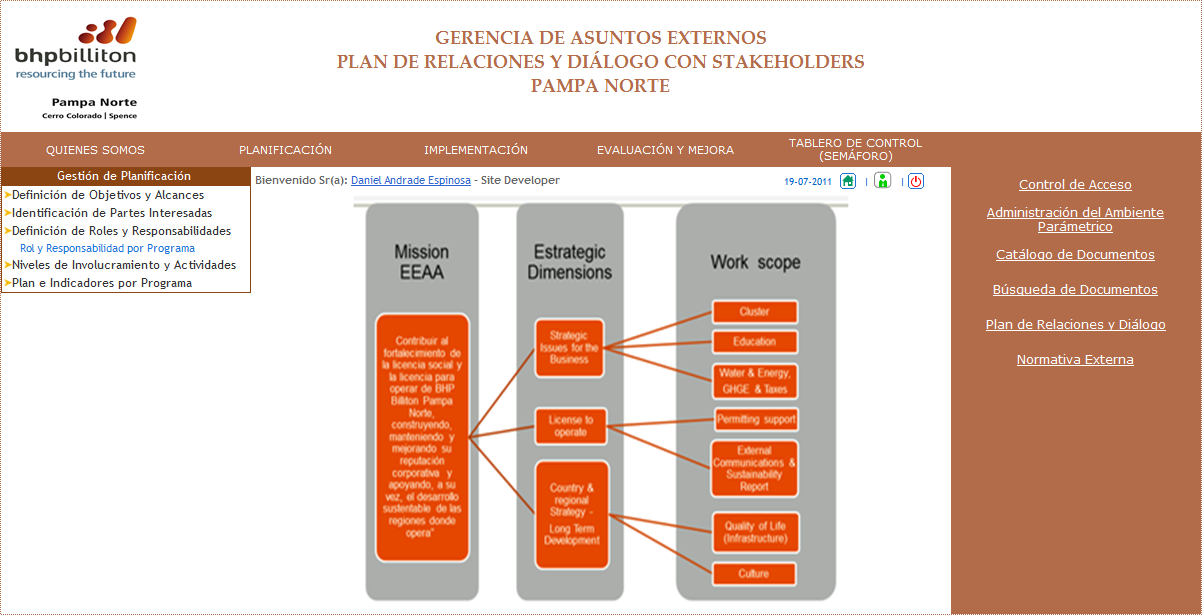 bhpbilliton
resourcing the future
Pampa Norte
Cerro Colorado | Spence
GERENCIA DE ASUNTOS EXTERNOS
PLAN DE RELACIONES Y DIÁLOGO CON STAKEHOLDERS
PAMPA NORTE
QUIENES SOMOS
PLANIFICACIÓN
IMPLEMENTACIÓN
EVALUACIÓN Y MEJORA
TABLERO DE CONTROL
(SEMÁFORO)
Gestión de Planificación
Definición de Objetivos y Alcances
Identificación de Partes Interesadas
Definición de Roles y Responsabilidades
Rol y Responsabilidad por Programa
Niveles de Involucramiento y Actividades
Plan e Indicadores por Programa
Bienvenido Sr(a): Daniel Andrade Espinosa - Site Developer
19-07-2011 | |
Mission
EEAA
Contribuir al
fortalecimiento de
la licencia social y
la licencia para
operar de BHP
Billiton Pampa
Norte,
construyendo,
manteniendo y
mejorando su
reputación
corporativa y
apoyando, a su
vez, el desarrollo
sustentable de las
regiones donde
opera"
Estrategic
Dimensions
Strategic
Issues for the
Business
License to
operate
Country &
regional
Strategy -
Long Term
Development
Work scope
Cluster
Education
Water & Energy,
GHGE & Taxes
Permitting support
External
Communications &
Sustainability
Report
Quality of Life
(Infrastructure)
Culture
Control de Acceso
Administración del Ambiente
Parámetrico
Catálogo de Documentos
Búsqueda de Documentos
Plan de Relaciones y Diálogo
Normativa Externa